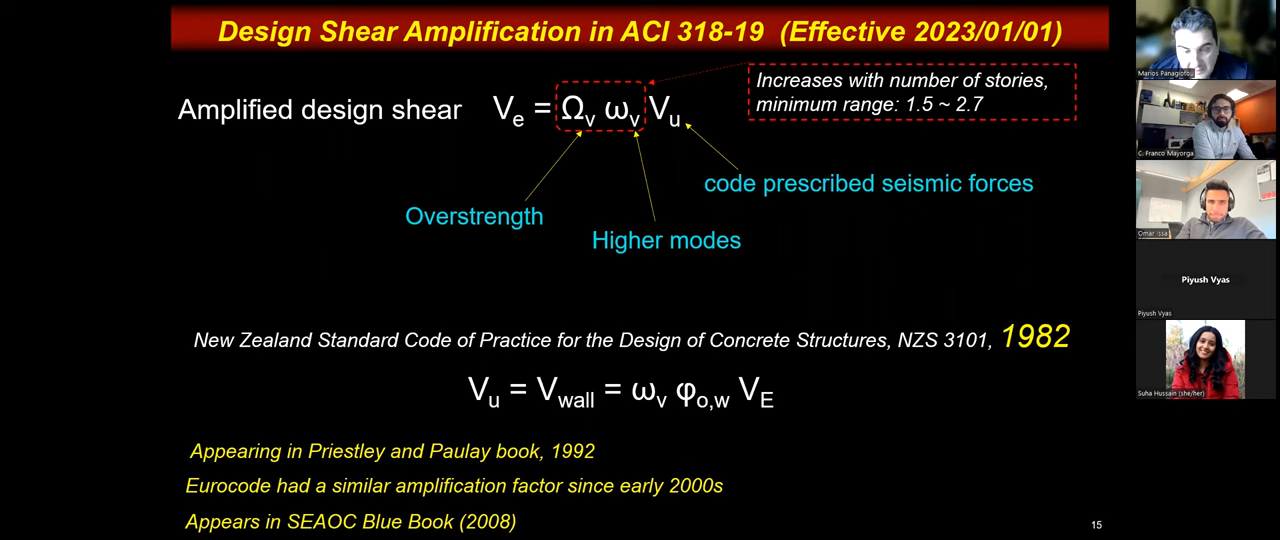 Design Shear Amplification in ACI 318-19 (Effective 2023/01/01)
Increases with number of stories,
minimum range: 1.5 ~ 2.7
Amplified design shear Ve = Ωv ωv Vu
code prescribed seismic forces
Overstrength
Higher modes
New Zealand Standard Code of Practice for the Design of Concrete Structures, NZS 3101, 1982
Vu = Vwall = ωv φo,w VE
Appearing in Priestley and Paulay book, 1992
Eurocode had a similar amplification factor since early 2000s
Appears in SEAOC Blue Book (2008)
15
Marios Panagioto
C. Franco Mayorga
Omar Issa
Piyush Vyas
Piyush Vyas
Suha Hussain (she/her)